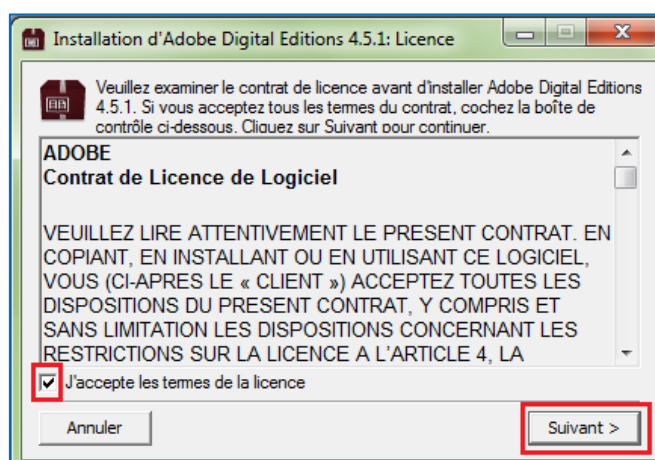 Installation d'Adobe Digital Editions 4.5.1: Licence
Veuillez examiner le contrat de licence avant d'installer Adobe Digital Editions
4.5.1. Si vous acceptez tous les termes du contrat, cochez la boîte de
contrôle ci-dessous. Cliquez sur Suivant pour continuer.
ADOBE
Contrat de Licence de Logiciel
VEUILLEZ LIRE ATTENTIVEMENT LE PRESENT CONTRAT. EN
COPIANT, EN INSTALLANT OU EN UTILISANT CE LOGICIEL,
VOUS (CI-APRES LE « CLIENT ») ACCEPTEZ TOUTES LES
DISPOSITIONS DU PRESENT CONTRAT, Y COMPRIS ET
SANS LIMITATION LES DISPOSITIONS CONCERNANT LES
RESTRICTIONS SUR LA LICENCE A L'ARTICLE 4, LA
J'accepte les termes de la licence
Annuler
Suivant >